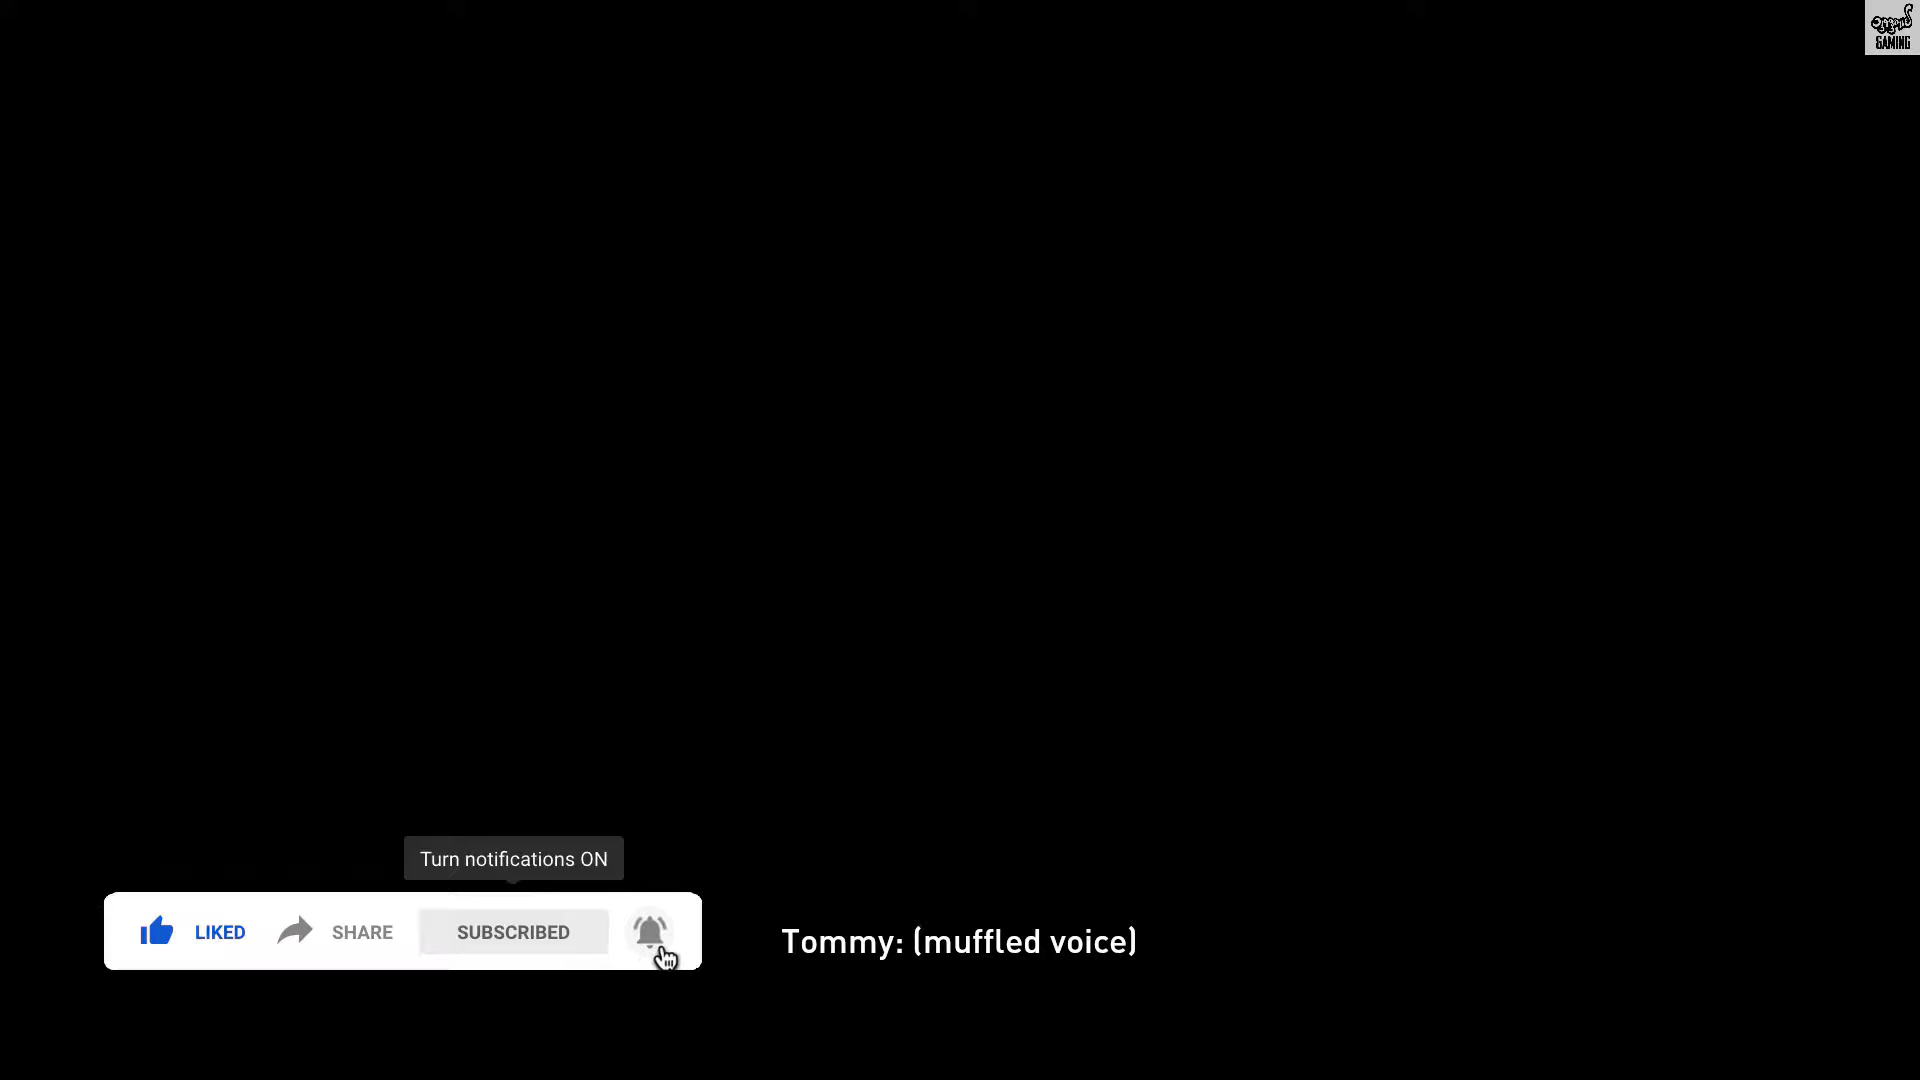 GAMING
Turn notifications ON
LIKED SHARE SUBSCRIBED
Tommy: (muffled voice)